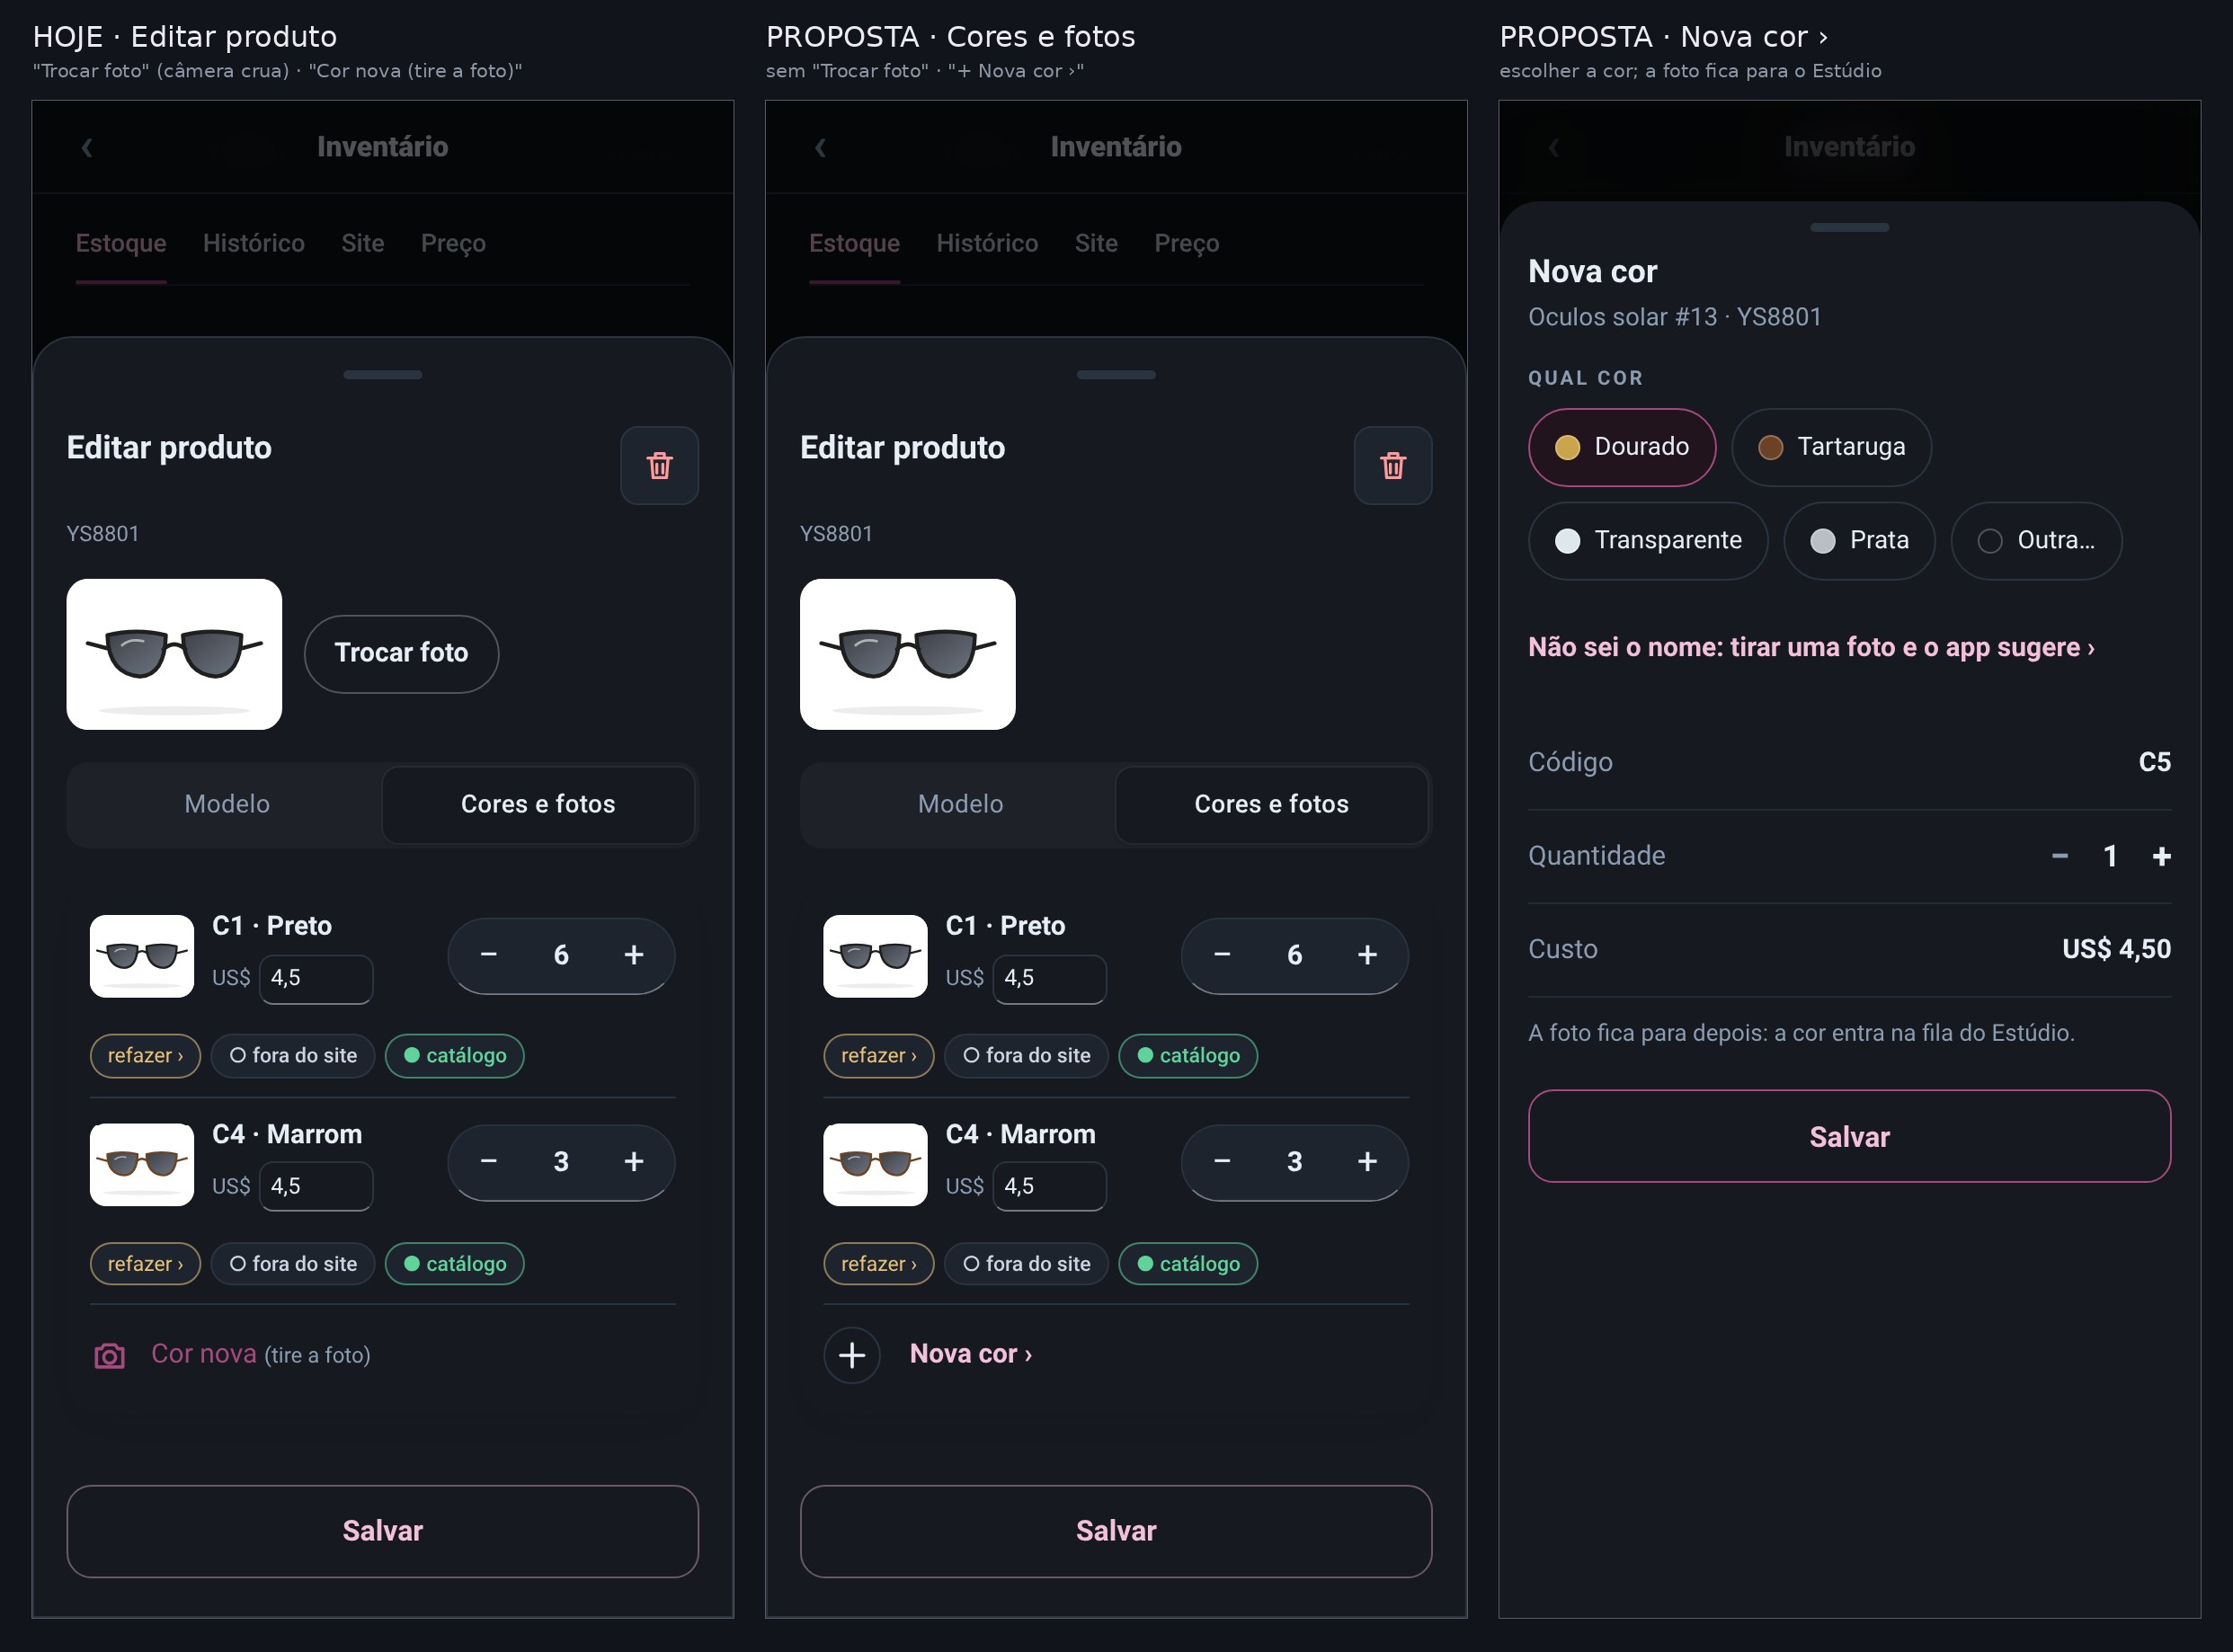 HOJE · Editar produto
"Trocar foto" (câmera crua) · "Cor nova (tire a foto)"
‹ Inventário
Estoque Histórico Site Preço
Editar produto
YS8801
Trocar foto
Modelo Cores e fotos
C1 · Preto
US$ 4,5
− 6 +
refazer › fora do site catálogo
C4 · Marrom
US$ 4,5
− 3 +
refazer › fora do site catálogo
Cor nova (tire a foto)
Salvar
PROPOSTA · Cores e fotos
sem "Trocar foto" · "+ Nova cor ›"
‹ Inventário
Estoque Histórico Site Preço
Editar produto
YS8801
Modelo Cores e fotos
C1 · Preto
US$ 4,5
− 6 +
refazer › fora do site catálogo
C4 · Marrom
US$ 4,5
− 3 +
refazer › fora do site catálogo
+ Nova cor ›
Salvar
PROPOSTA · Nova cor ›
escolher a cor; a foto fica para o Estúdio
‹ Inventário
Nova cor
Oculos solar #13 · YS8801
QUAL COR
Dourado Tartaruga
Transparente Prata Outra...
Não sei o nome: tirar uma foto e o app sugere ›
Código C5
Quantidade − 1 +
Custo US$ 4,50
A foto fica para depois: a cor entra na fila do Estúdio.
Salvar